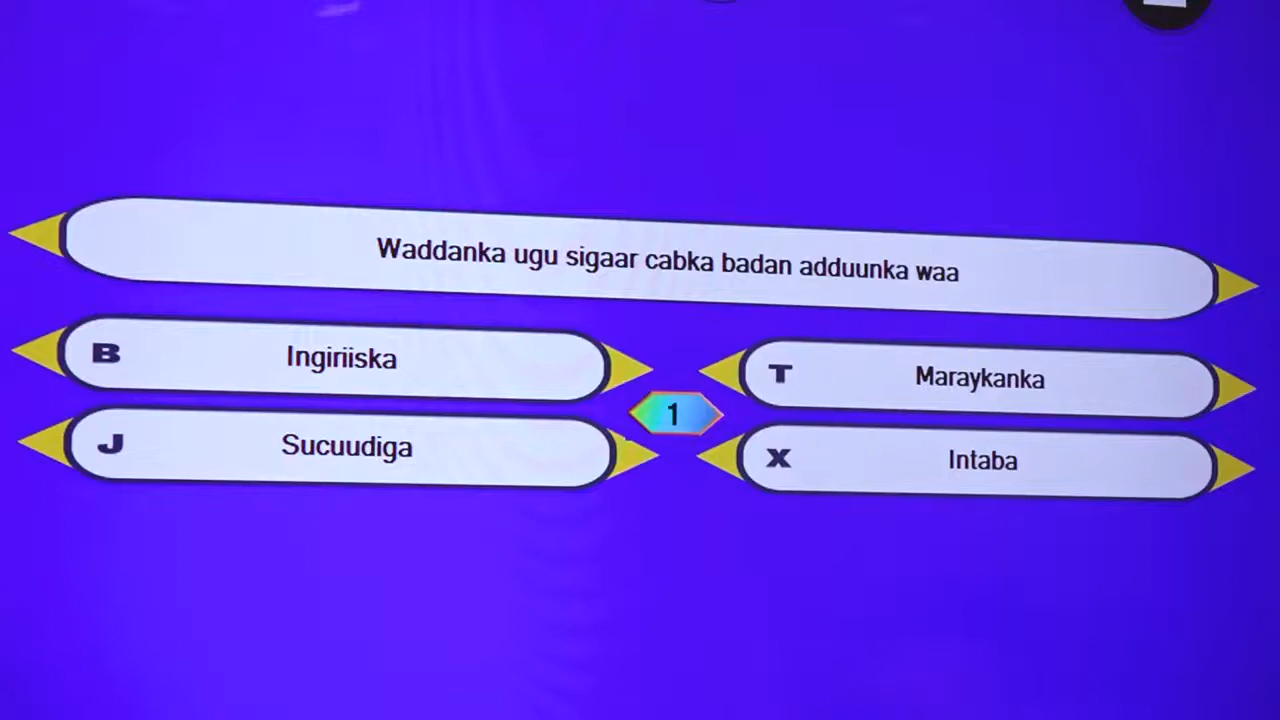 Waddanka ugu sigaar cabka badan adduunka waa
B Ingiriiska
T Maraykanka
1
J Sucuudiga
X Intaba